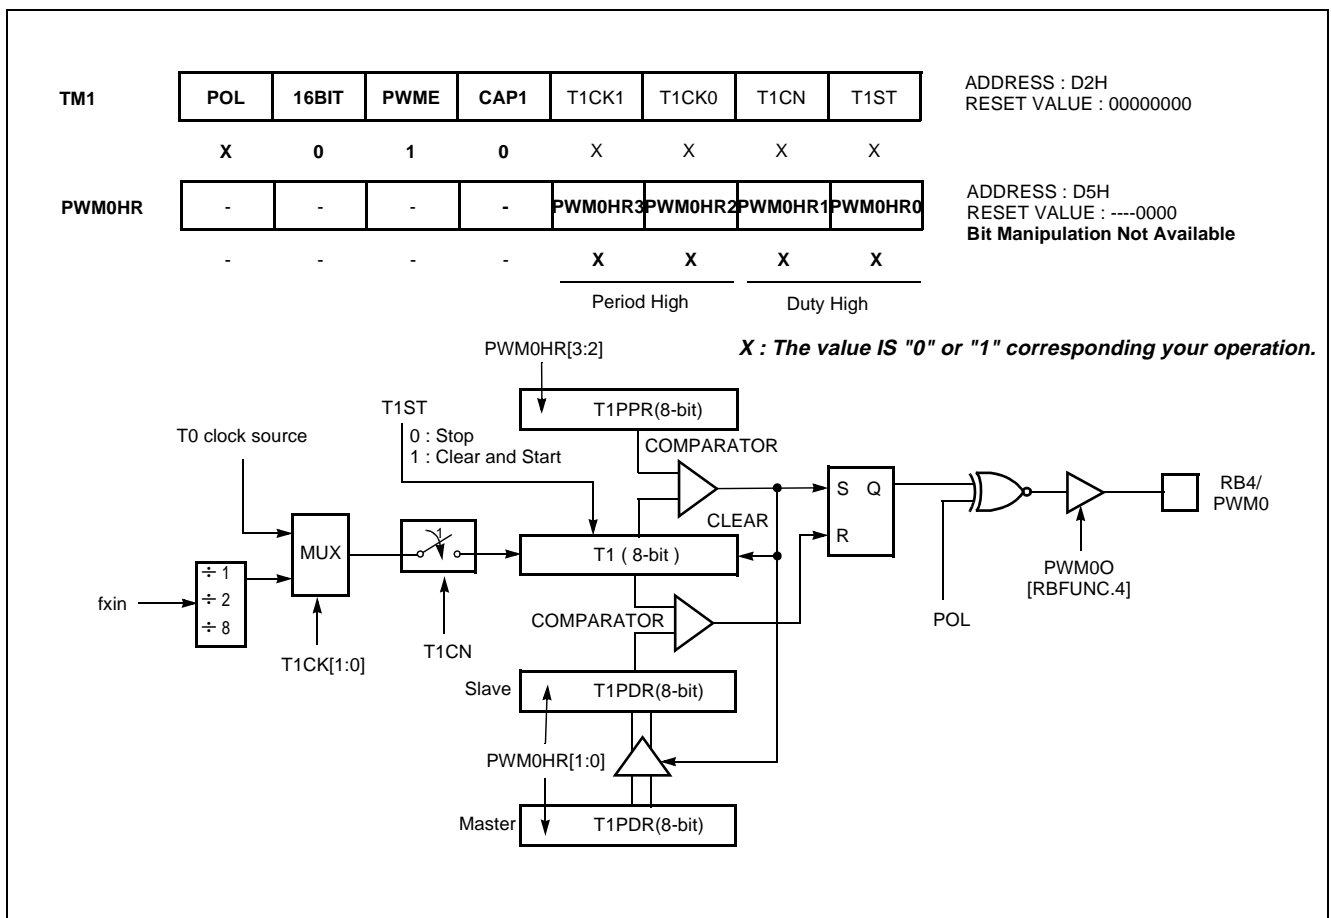 TM1 POL 16BIT PWME CAP1 T1CK1 T1CK0 T1CN T1ST ADDRESS : D2H
RESET VALUE : 00000000
X 0 1 0 X X X X
PWM0HR - - - - PWM0HR3 PWM0HR2 PWM0HR1 PWM0HR0 ADDRESS : D5H
RESET VALUE : ----0000
Bit Manipulation Not Available
- - - - X X X X
Period High Duty High
X : The value IS "0" or "1" corresponding your operation.
PWM0HR[3:2]
T1PPR(8-bit)
T1ST
0 : Stop
1 : Clear and Start
T0 clock source
COMPARATOR
S Q
R
RB4/
PWM0
CLEAR
MUX
1
T1 ( 8-bit )
÷ 1
÷ 2
÷ 8
fxin
PWM0O
[RBFUNC.4]
POL
COMPARATOR
T1CK[1:0]
T1CN
Slave
T1PDR(8-bit)
PWM0HR[1:0]
Master
T1PDR(8-bit)